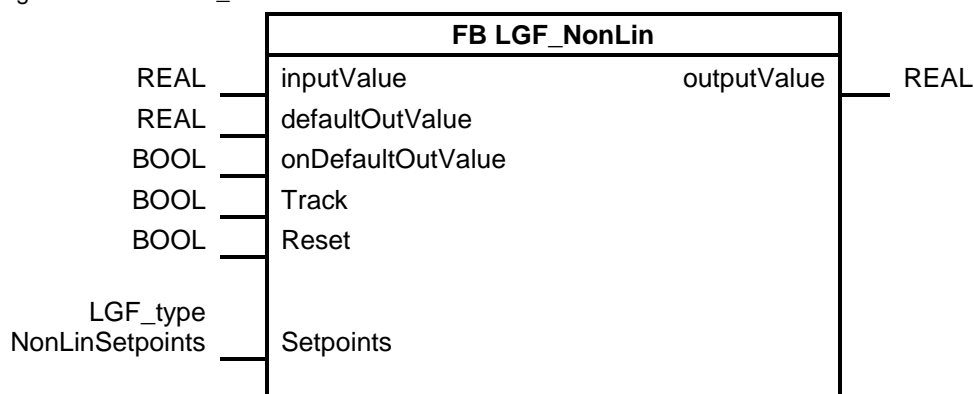 FB LGF_NonLin
REAL inputValue outputValue REAL
REAL defaultOutValue
BOOL onDefaultOutValue
BOOL Track
BOOL Reset
LGF_type
NonLinSetpoints Setpoints